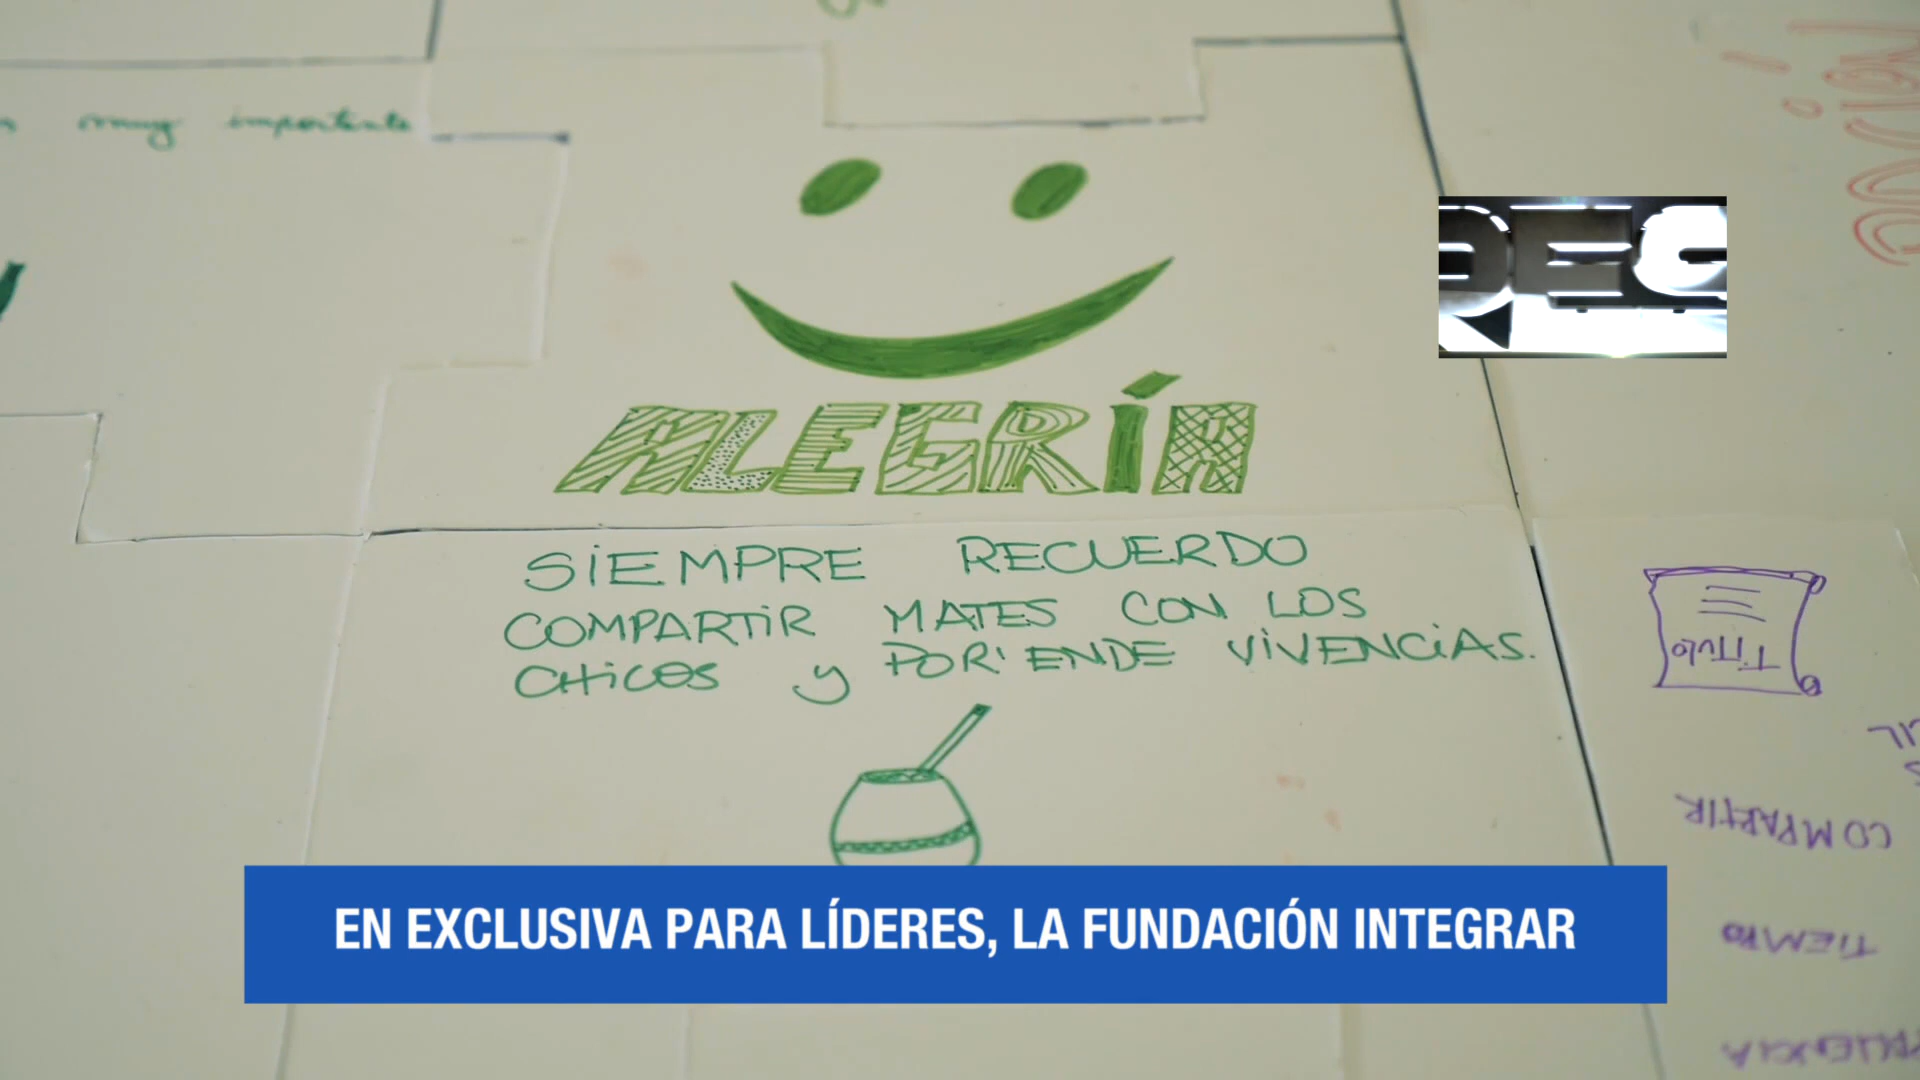 muy importante
ALEGRÍA
SIEMPRE RECUERDO
COMPARTIR MATES CON LOS
CHICOS Y POR ENDE VIVENCIAS.
TITULO
COMPARTIR
TIEMPO
EN EXCLUSIVA PARA LÍDERES, LA FUNDACIÓN INTEGRAR